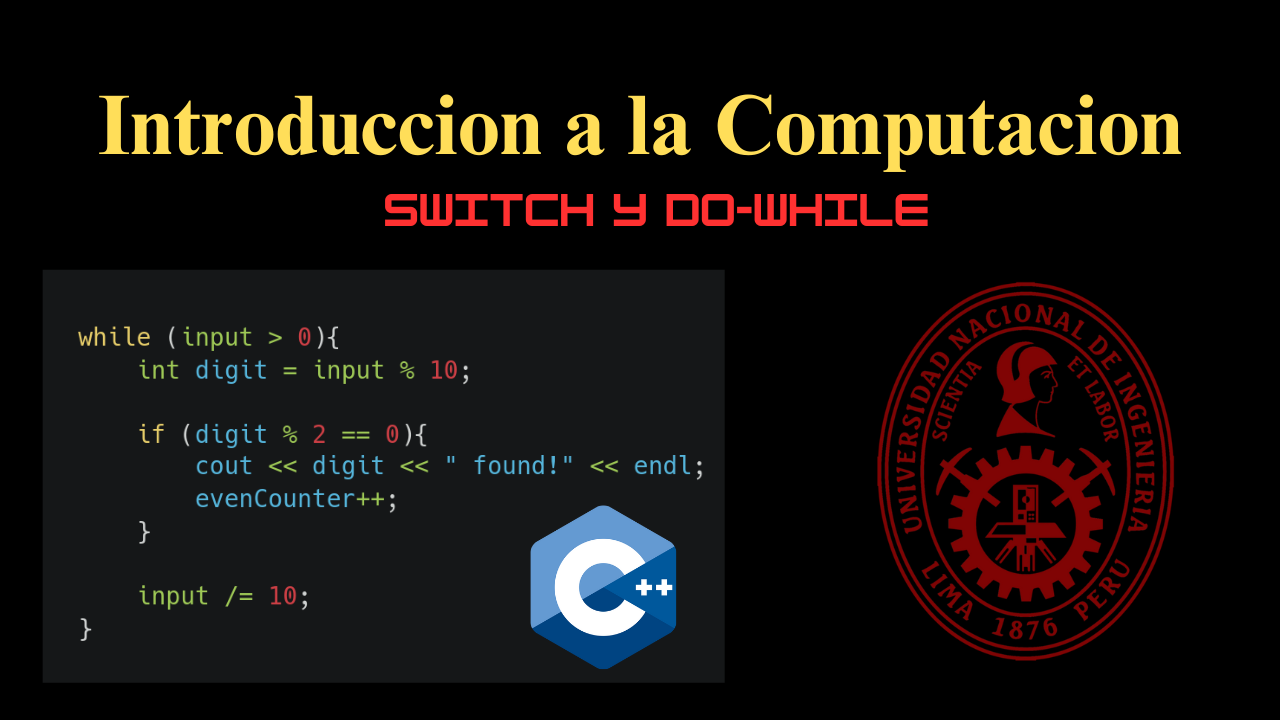 Introduccion a la Computacion
SWITCH Y DO-WHILE
while (input > 0){
    int digit = input % 10;
    if (digit % 2 == 0){
        cout << digit << " found!" << endl;
        evenCounter++;
    }
    input /= 10;
}
C++
UNIVERSIDAD NACIONAL DE INGENIERIA
SCIENTIA ET LABOR
LIMA 1876 PERU